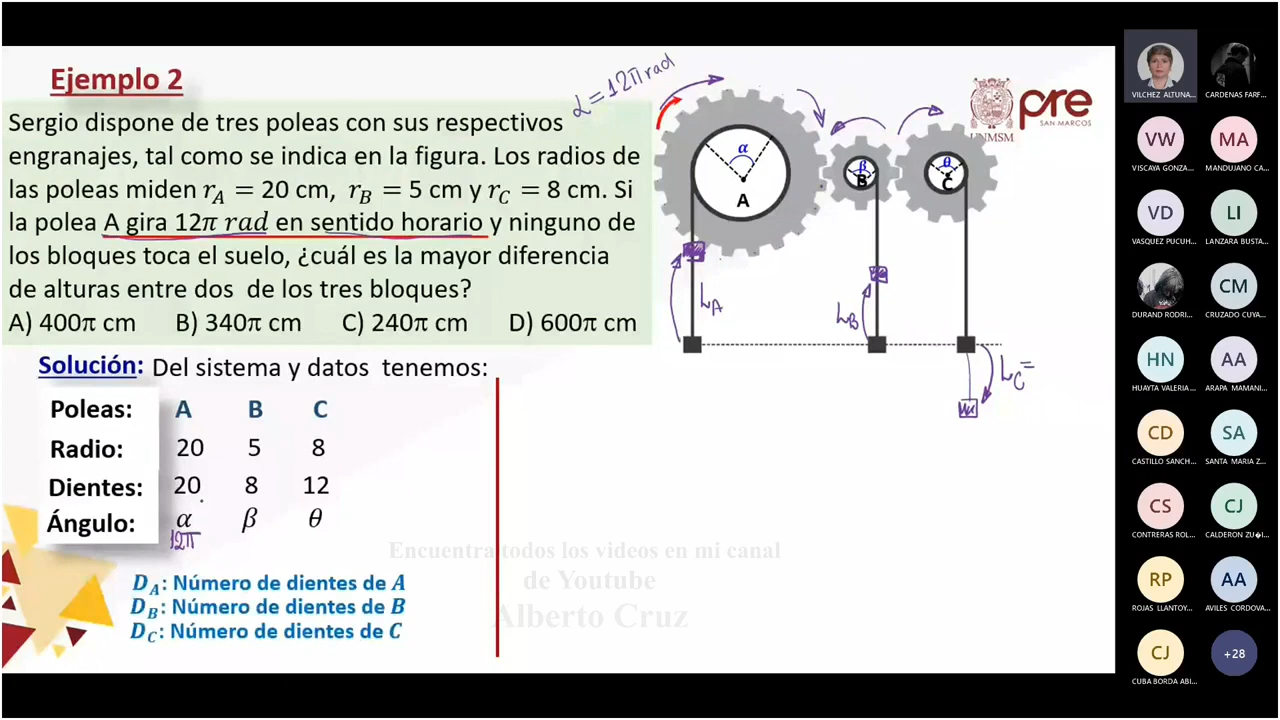 Ejemplo 2
Sergio dispone de tres poleas con sus respectivos
engranajes, tal como se indica en la figura. Los radios de
las poleas miden r_A = 20 cm, r_B = 5 cm y r_C = 8 cm. Si
la polea A gira 12π rad en sentido horario y ninguno de
los bloques toca el suelo, ¿cuál es la mayor diferencia
de alturas entre dos de los tres bloques?
A) 400π cm B) 340π cm C) 240π cm D) 600π cm
α=12π rad
UNMSM
pre
SAN MARCOS
α
A
β
B
θ
C
L_A
L_B
L_C=
Solución: Del sistema y datos tenemos:
Poleas: A B C
Radio: 20 5 8
Dientes: 20 8 12
Ángulo: α β θ
12π
D_A: Número de dientes de A
D_B: Número de dientes de B
D_C: Número de dientes de C
Encuentra todos los videos en mi canal
de Youtube
Alberto Cruz
VILCHEZ ALTUNA...
CARDENAS FARF...
VW
VISCAYA GONZA...
MA
MANDUJANO CA...
VD
VASQUEZ PUCUH...
LI
LANZARA BUSTA...
DURAND RODRI...
CM
CRUZADO CUYA...
HN
HUAYTA VALERIA...
AA
ARAPA MAMANI...
CD
CASTILLO SANCH...
SA
SANTA MARIA Z...
CS
CONTRERAS ROL...
CJ
CALDERON ZU�I...
RP
ROJAS LLANTOY...
AA
AVILES CORDOVA...
CJ
CUBA BORDA ABI...
+28